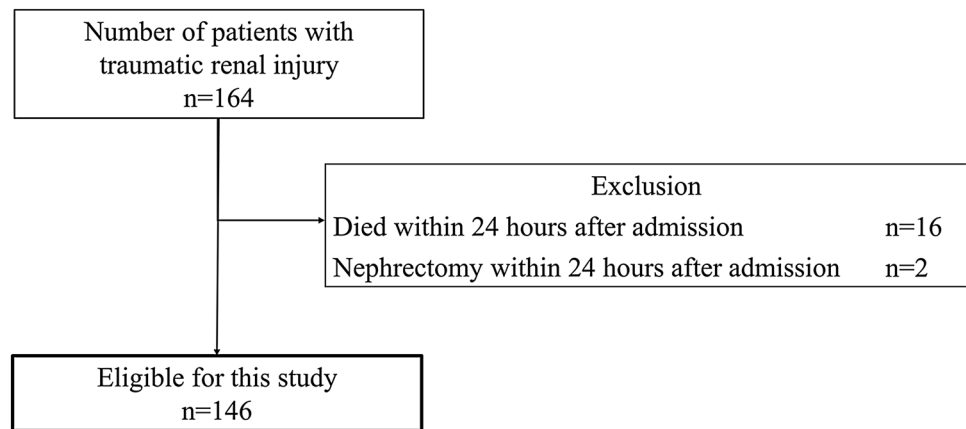 Number of patients with
traumatic renal injury
n=164
Exclusion
Died within 24 hours after admission n=16
Nephrectomy within 24 hours after admission n=2
Eligible for this study
n=146